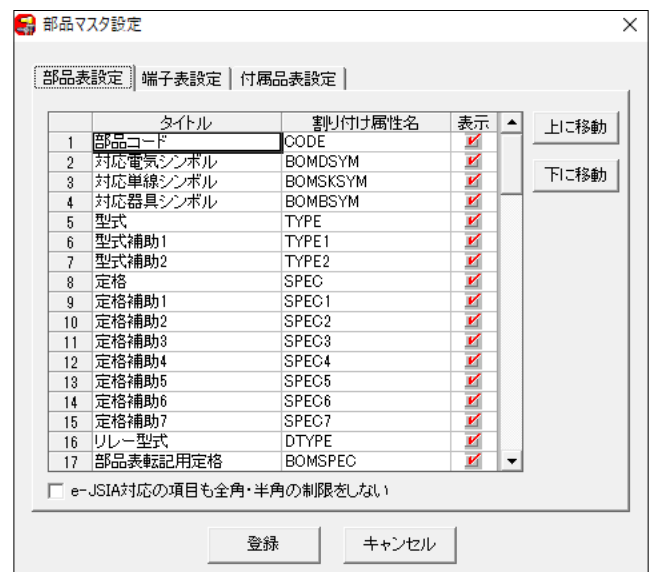 部品マスタ設定
部品表設定 端子表設定 付属品表設定
タイトル 割り付け属性名 表示
1 部品コード CODE
2 対応電気シンボル BOMDSYM
3 対応単線シンボル BOMSKSYM
4 対応器具シンボル BOMBSYM
5 型式 TYPE
6 型式補助1 TYPE1
7 型式補助2 TYPE2
8 定格 SPEC
9 定格補助1 SPEC1
10 定格補助2 SPEC2
11 定格補助3 SPEC3
12 定格補助4 SPEC4
13 定格補助5 SPEC5
14 定格補助6 SPEC6
15 定格補助7 SPEC7
16 リレー型式 DTYPE
17 部品表転記用定格 BOMSPEC
上に移動
下に移動
e-JSIA対応の項目も全角・半角の制限をしない
登録 キャンセル